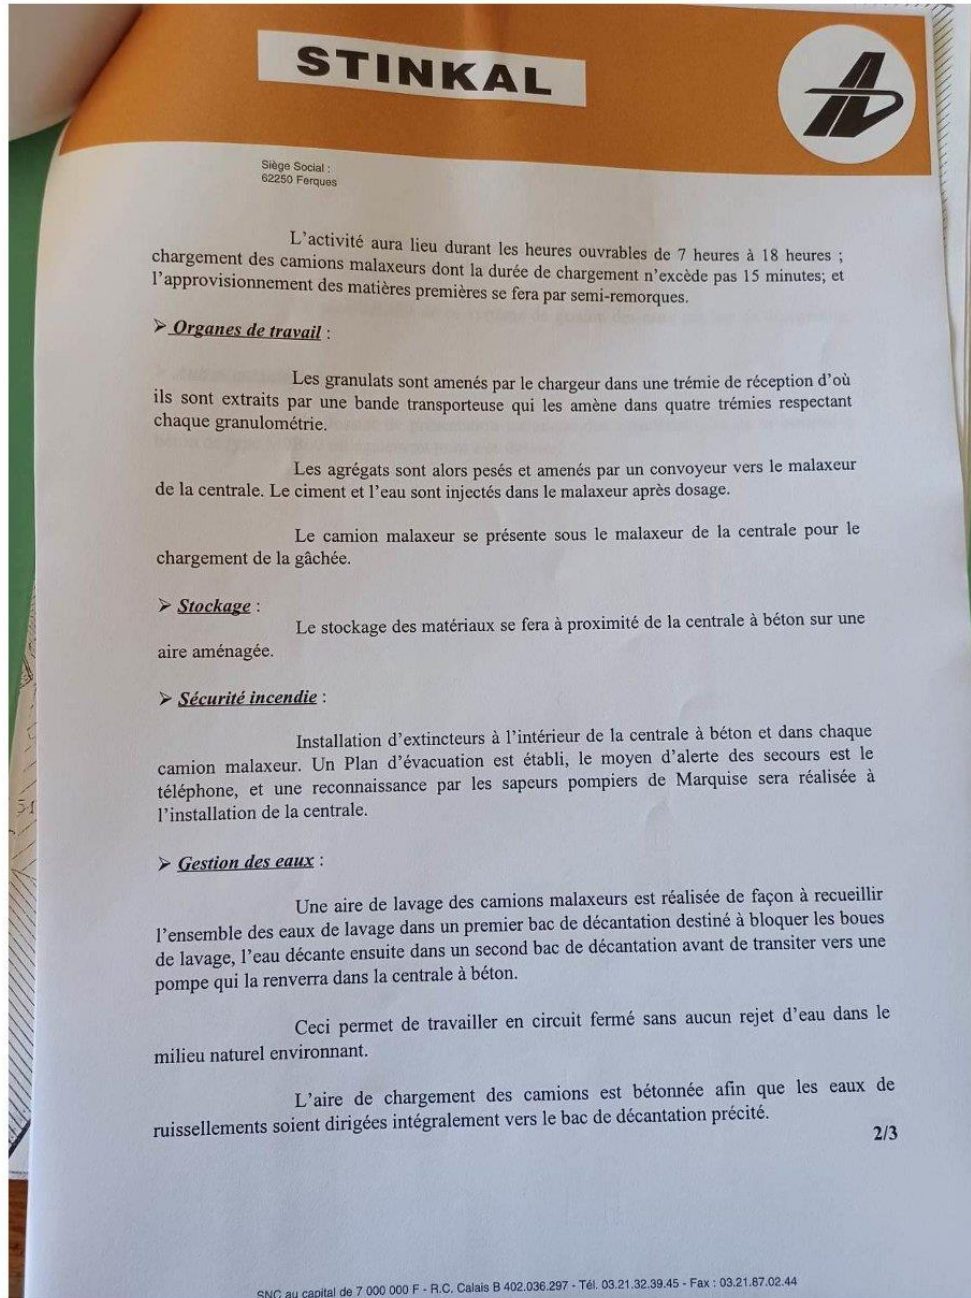 STINKAL
Siège Social :
62250 Ferques
L'activité aura lieu durant les heures ouvrables de 7 heures à 18 heures ;
chargement des camions malaxeurs dont la durée de chargement n'excède pas 15 minutes; et
l'approvisionnement des matières premières se fera par semi-remorques.
➢ Organes de travail :
Les granulats sont amenés par le chargeur dans une trémie de réception d'où
ils sont extraits par une bande transporteuse qui les amène dans quatre trémies respectant
chaque granulométrie.
Les agrégats sont alors pesés et amenés par un convoyeur vers le malaxeur
de la centrale. Le ciment et l'eau sont injectés dans le malaxeur après dosage.
Le camion malaxeur se présente sous le malaxeur de la centrale pour le
chargement de la gâchée.
➢ Stockage :
Le stockage des matériaux se fera à proximité de la centrale à béton sur une
aire aménagée.
➢ Sécurité incendie :
Installation d'extincteurs à l'intérieur de la centrale à béton et dans chaque
camion malaxeur. Un Plan d'évacuation est établi, le moyen d'alerte des secours est le
téléphone, et une reconnaissance par les sapeurs pompiers de Marquise sera réalisée à
l'installation de la centrale.
➢ Gestion des eaux :
Une aire de lavage des camions malaxeurs est réalisée de façon à recueillir
l'ensemble des eaux de lavage dans un premier bac de décantation destiné à bloquer les boues
de lavage, l'eau décante ensuite dans un second bac de décantation avant de transiter vers une
pompe qui la renverra dans la centrale à béton.
Ceci permet de travailler en circuit fermé sans aucun rejet d'eau dans le
milieu naturel environnant.
L'aire de chargement des camions est bétonnée afin que les eaux de
ruissellements soient dirigées intégralement vers le bac de décantation précité.
2/3
SNC au capital de 7 000 000 F - R.C. Calais B 402.036.297 - Tél. 03.21.32.39.45 - Fax : 03.21.87.02.44